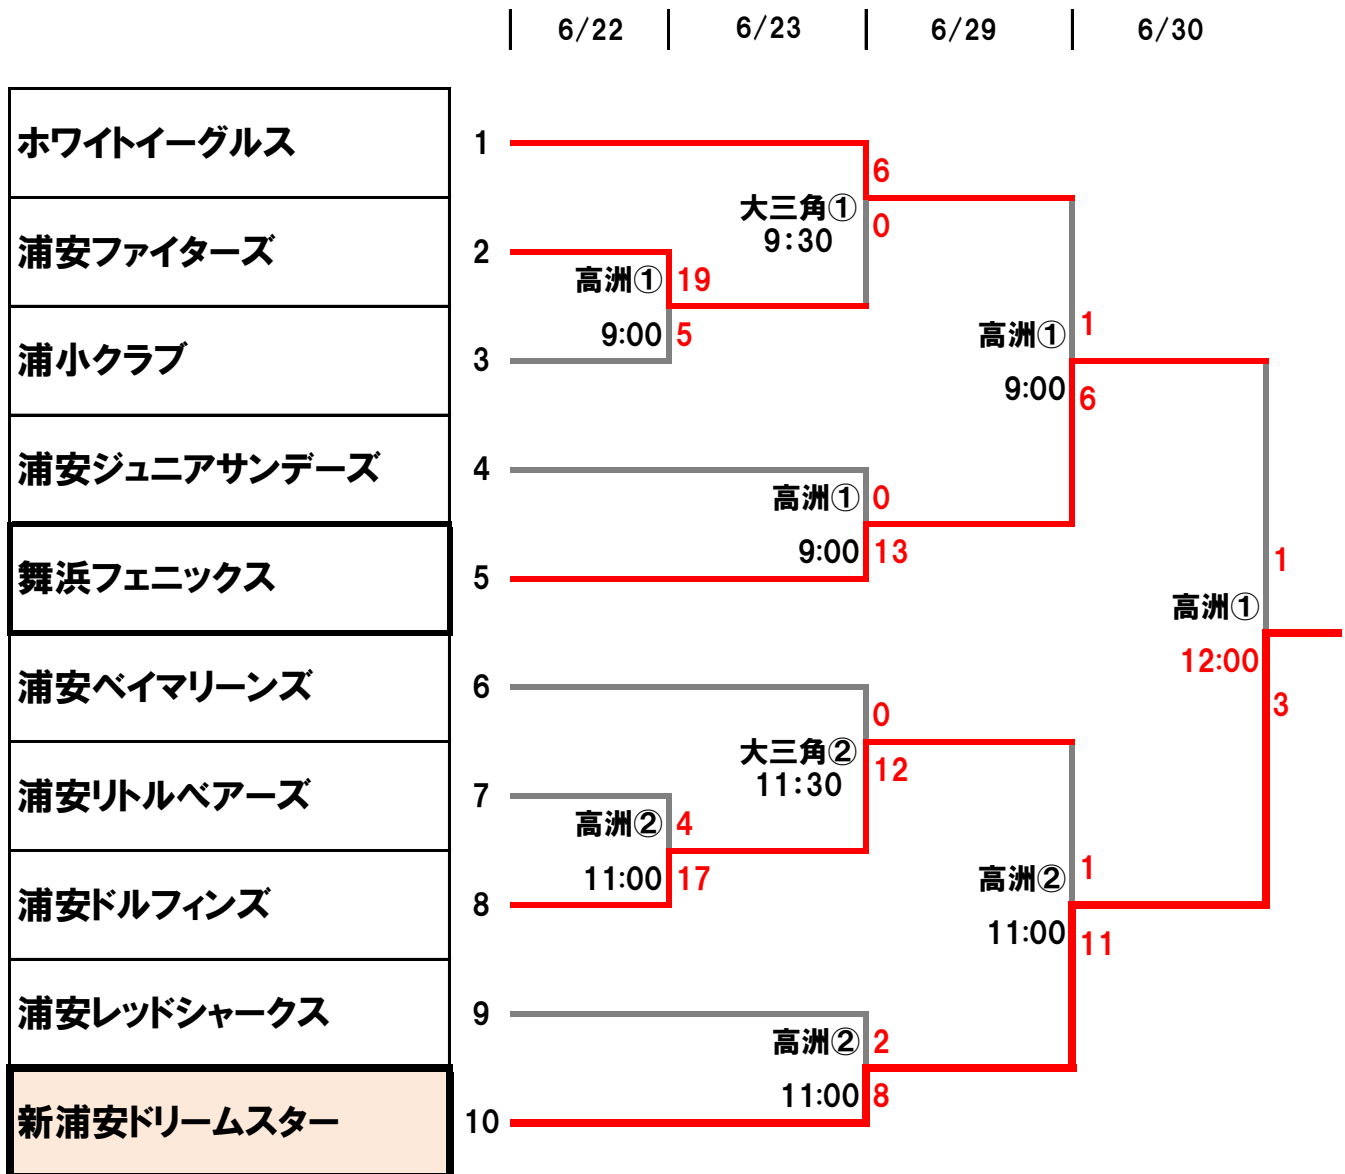 6/22 6/23 6/29 6/30
ホワイトイーグルス 1
6
大三角①
0
9:30
浦安ファイターズ 2
高洲① 19
9:00 5
高洲① 1
浦小クラブ 3
9:00 6
浦安ジュニアサンデーズ 4
高洲① 0
9:00 13
舞浜フェニックス 5
1
高洲①
12:00
浦安ベイマリーンズ 6
3
0
大三角②
12
11:30
浦安リトルベアーズ 7
高洲② 4
11:00 17
高洲② 1
浦安ドルフィンズ 8
11:00 11
浦安レッドシャークス 9
高洲② 2
11:00 8
新浦安ドリームスター 10